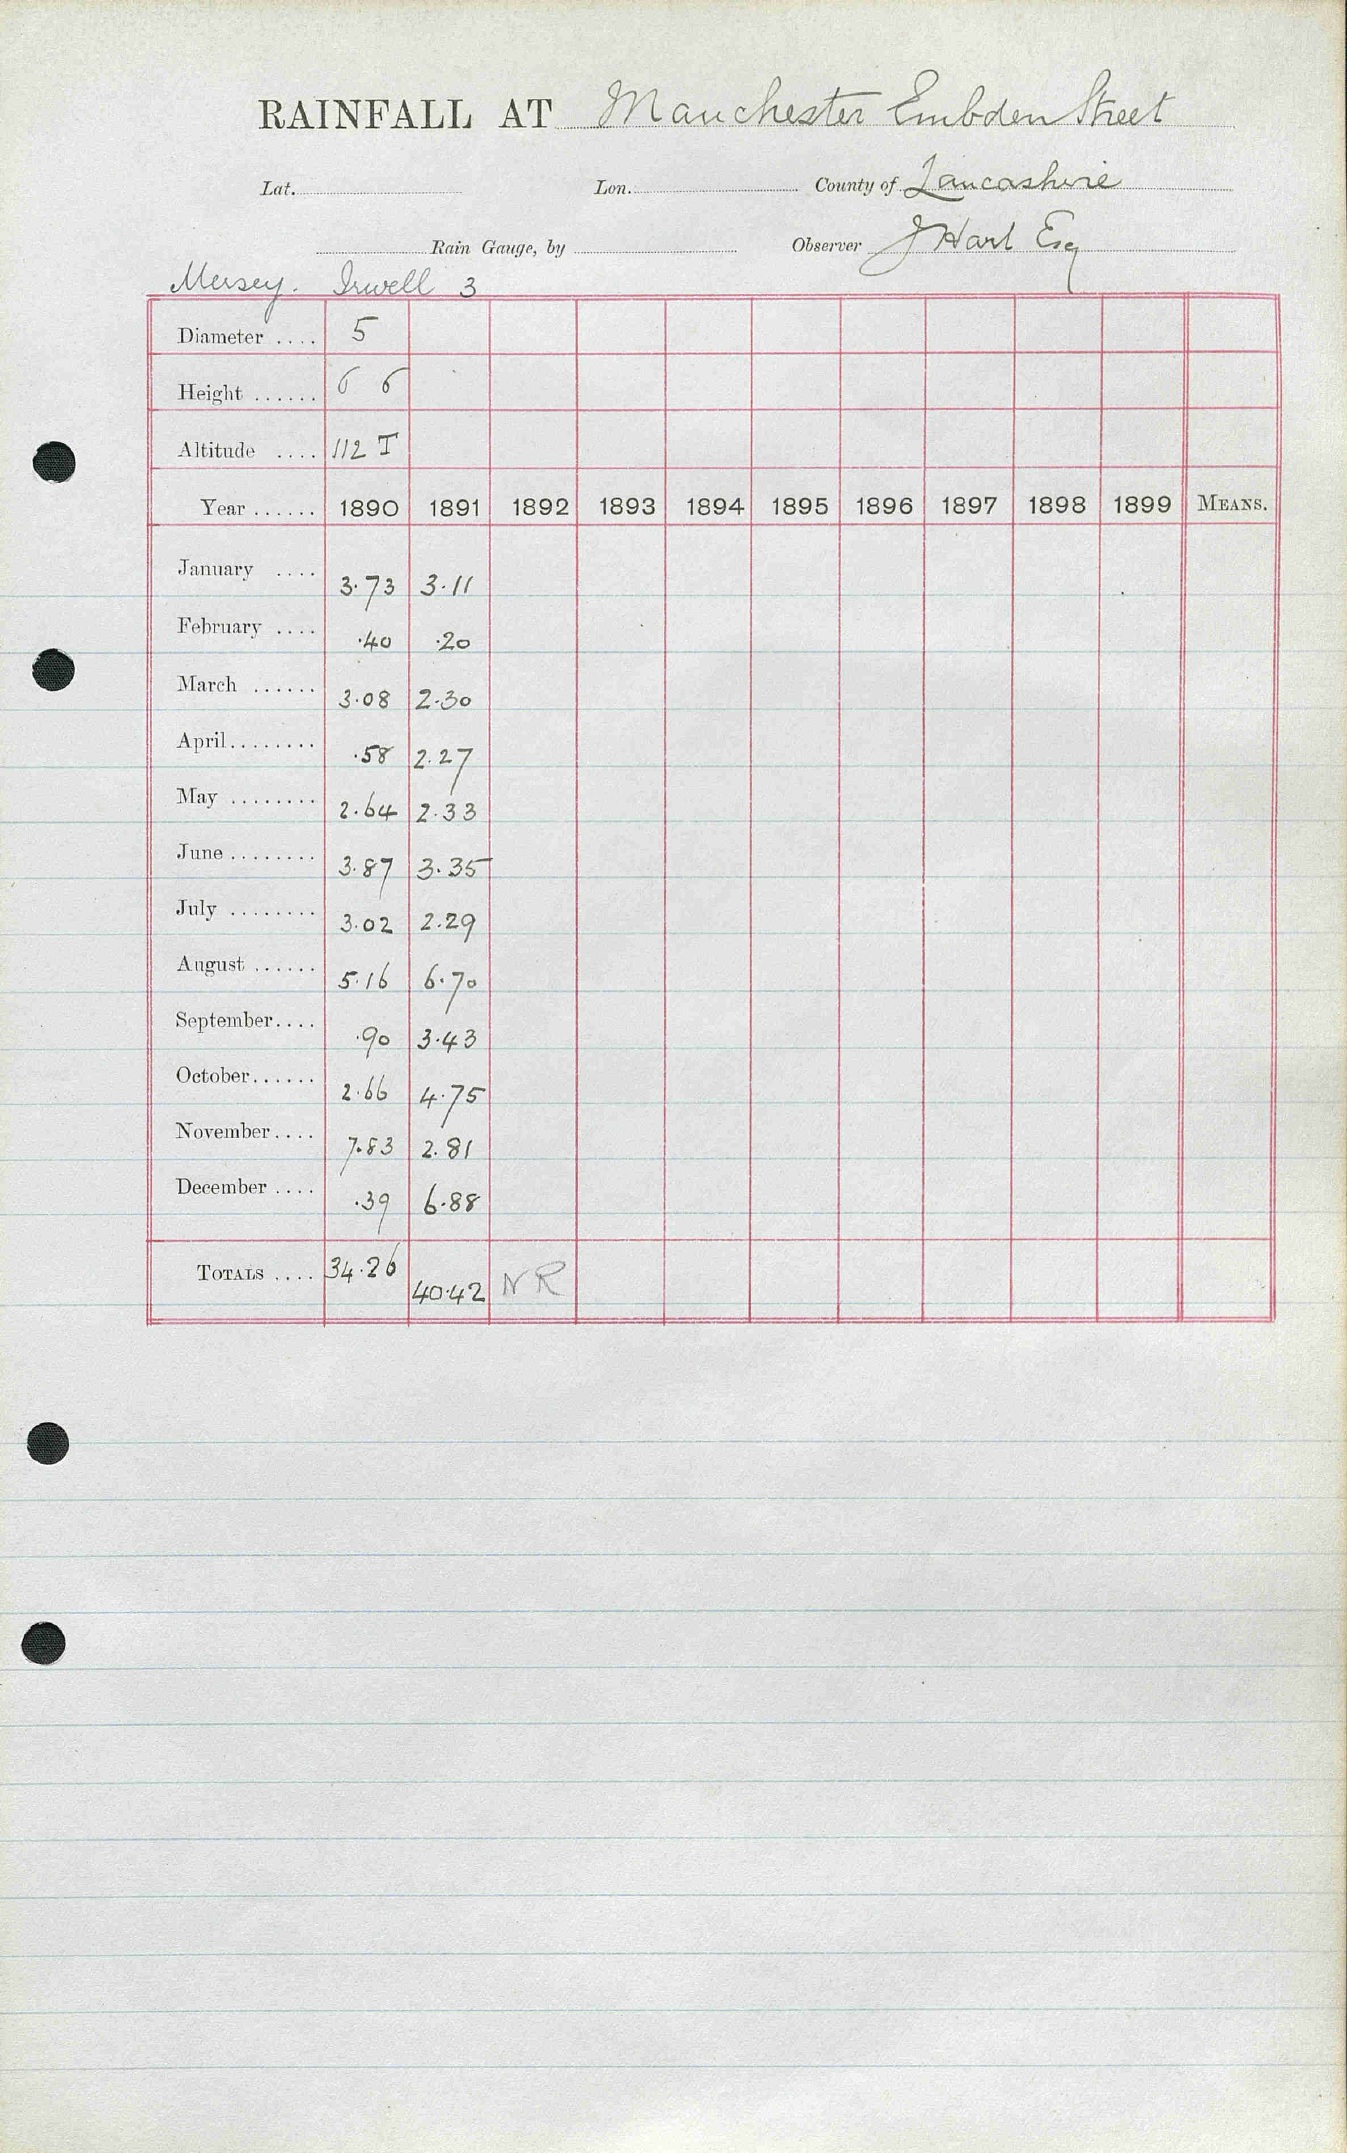 RAINFALL AT Manchester Embden Street
Lat. Lon. County of Lancashire
Rain Gauge, by Observer J Hart Esq
Mersey. Irwell 3
Diameter .... 5
Height ...... 6 6
Altitude .... 112 T
Year ...... 1890 1891 1892 1893 1894 1895 1896 1897 1898 1899 MEANS.
January .... 3.73 3.11
February .... .40 .20
March ...... 3.08 2.30
April........ .58 2.27
May ........ 2.64 2.33
June ........ 3.87 3.35
July ........ 3.02 2.29
August ...... 5.16 6.70
September.... .90 3.43
October...... 2.66 4.75
November.... 7.83 2.81
December .... .39 6.88
TOTALS .... 34.26 40.42 NR